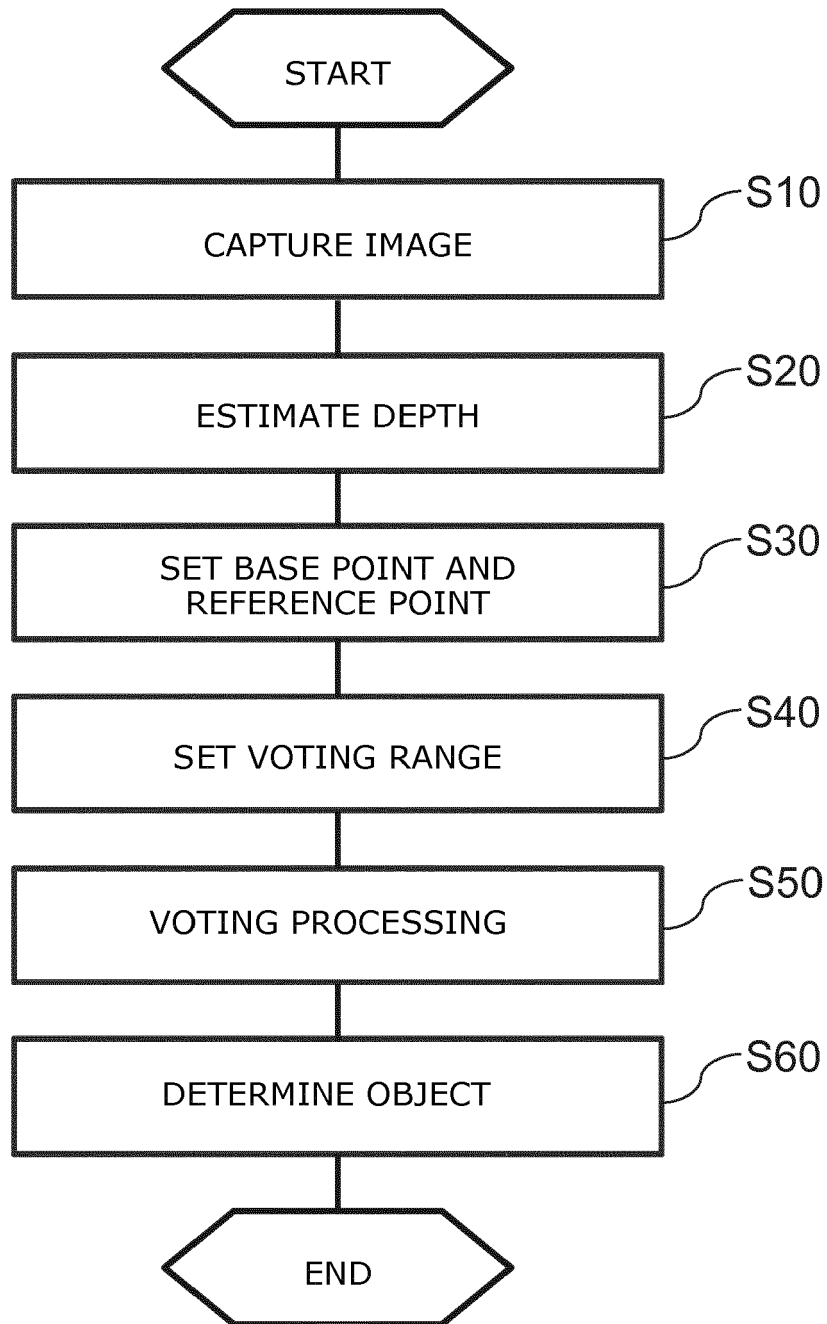 START
CAPTURE IMAGE
S10
ESTIMATE DEPTH
S20
SET BASE POINT AND
REFERENCE POINT
S30
SET VOTING RANGE
S40
VOTING PROCESSING
S50
DETERMINE OBJECT
S60
END